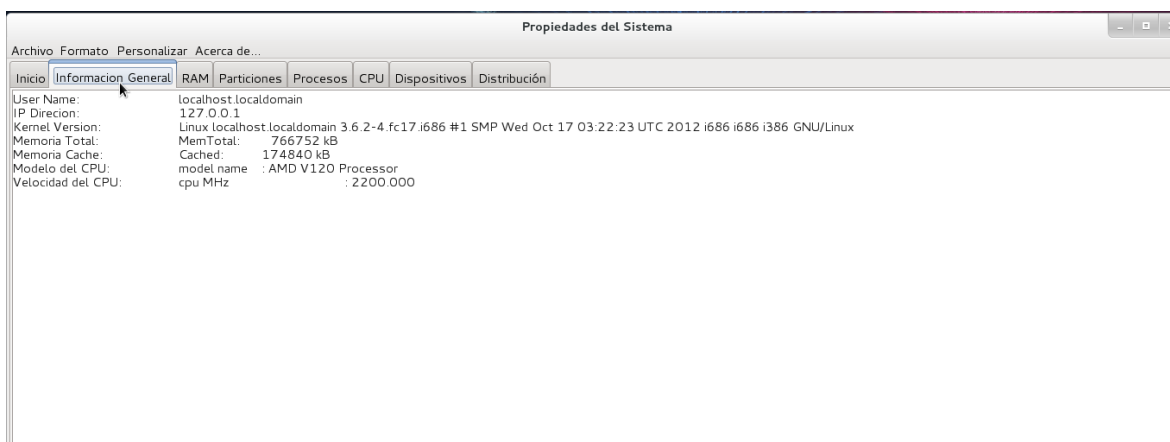 Propiedades del Sistema
Archivo Formato Personalizar Acerca de...
Inicio Informacion General RAM Particiones Procesos CPU Dispositivos Distribución
User Name: localhost.localdomain
IP Direcion: 127.0.0.1
Kernel Version: Linux localhost.localdomain 3.6.2-4.fc17.i686 #1 SMP Wed Oct 17 03:22:23 UTC 2012 i686 i686 i386 GNU/Linux
Memoria Total: MemTotal: 766752 kB
Memoria Cache: Cached: 174840 kB
Modelo del CPU: model name : AMD V120 Processor
Velocidad del CPU: cpu MHz : 2200.000